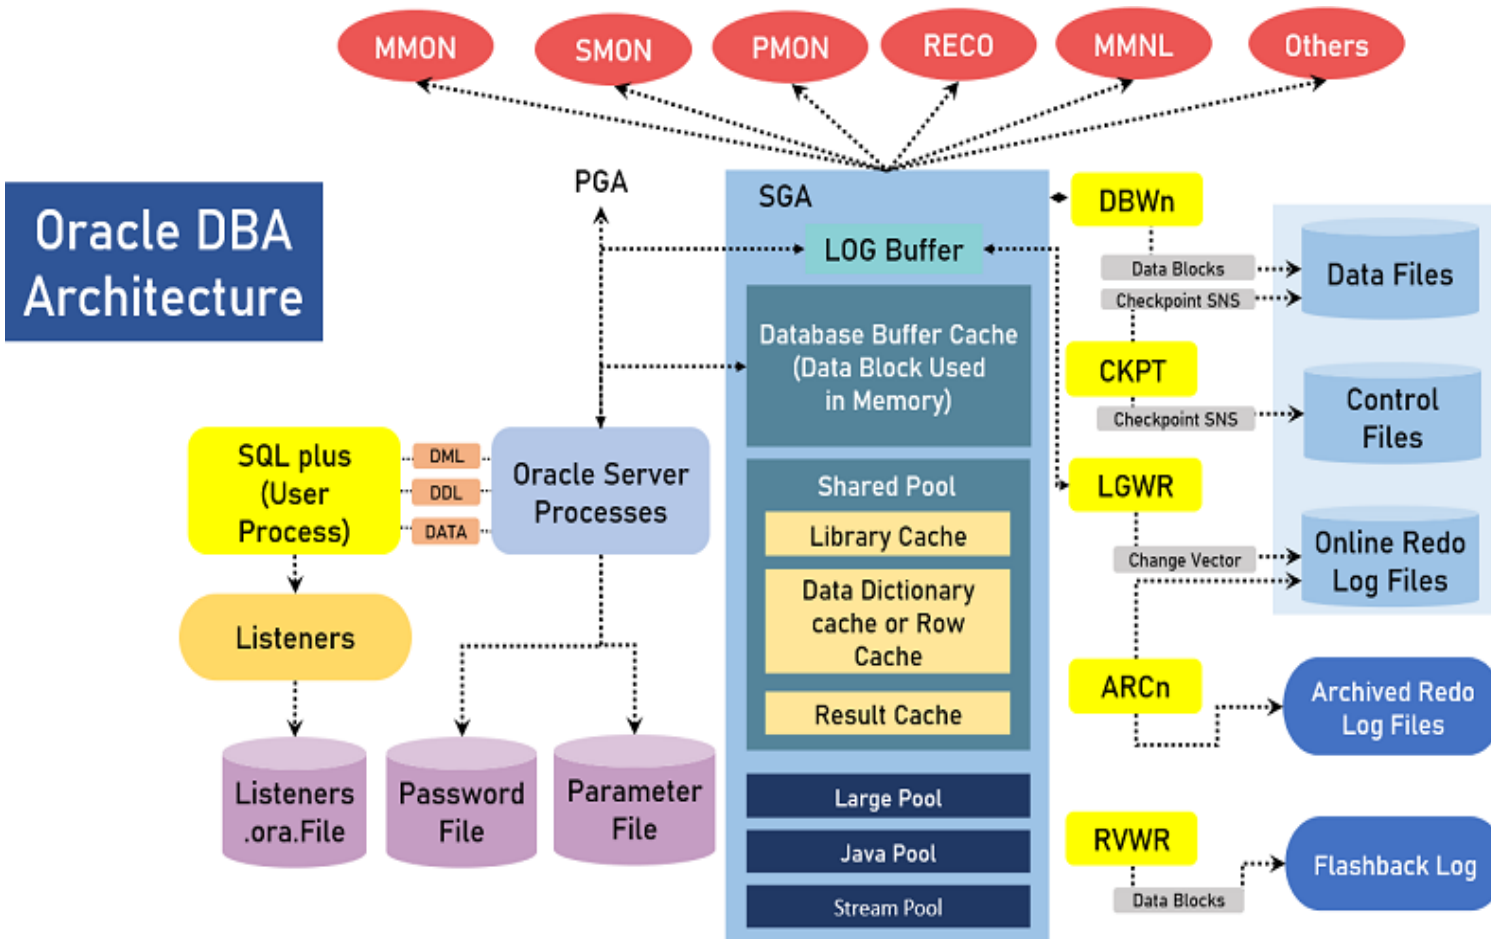 MMON
SMON
PMON
RECO
MMNL
Others
Oracle DBA
Architecture
PGA
SGA
LOG Buffer
Database Buffer Cache
(Data Block Used
in Memory)
Shared Pool
Library Cache
Data Dictionary
cache or Row
Cache
Result Cache
Large Pool
Java Pool
Stream Pool
SQL plus
(User
Process)
DML
DDL
DATA
Oracle Server
Processes
Listeners
Listeners
.ora.File
Password
File
Parameter
File
DBWn
Data Blocks
Checkpoint SNS
CKPT
Checkpoint SNS
LGWR
Change Vector
ARCn
RVWR
Data Blocks
Data Files
Control
Files
Online Redo
Log Files
Archived Redo
Log Files
Flashback Log